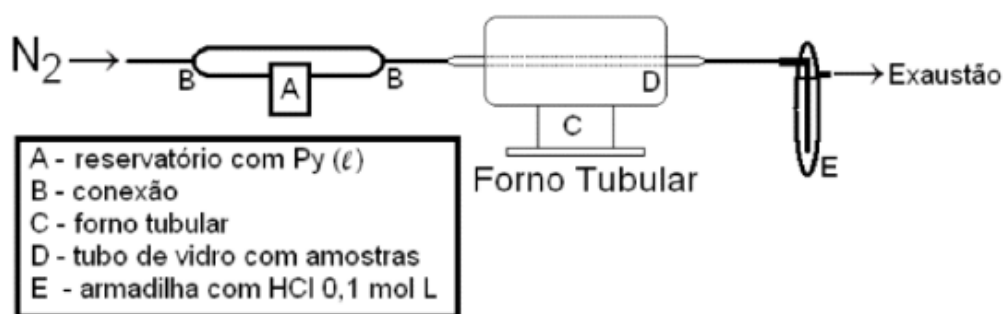 N2
B
A
B
D
C
Exaustão
E
Forno Tubular
A - reservatório com Py (ℓ)
B - conexão
C - forno tubular
D - tubo de vidro com amostras
E - armadilha com HCl 0,1 mol L